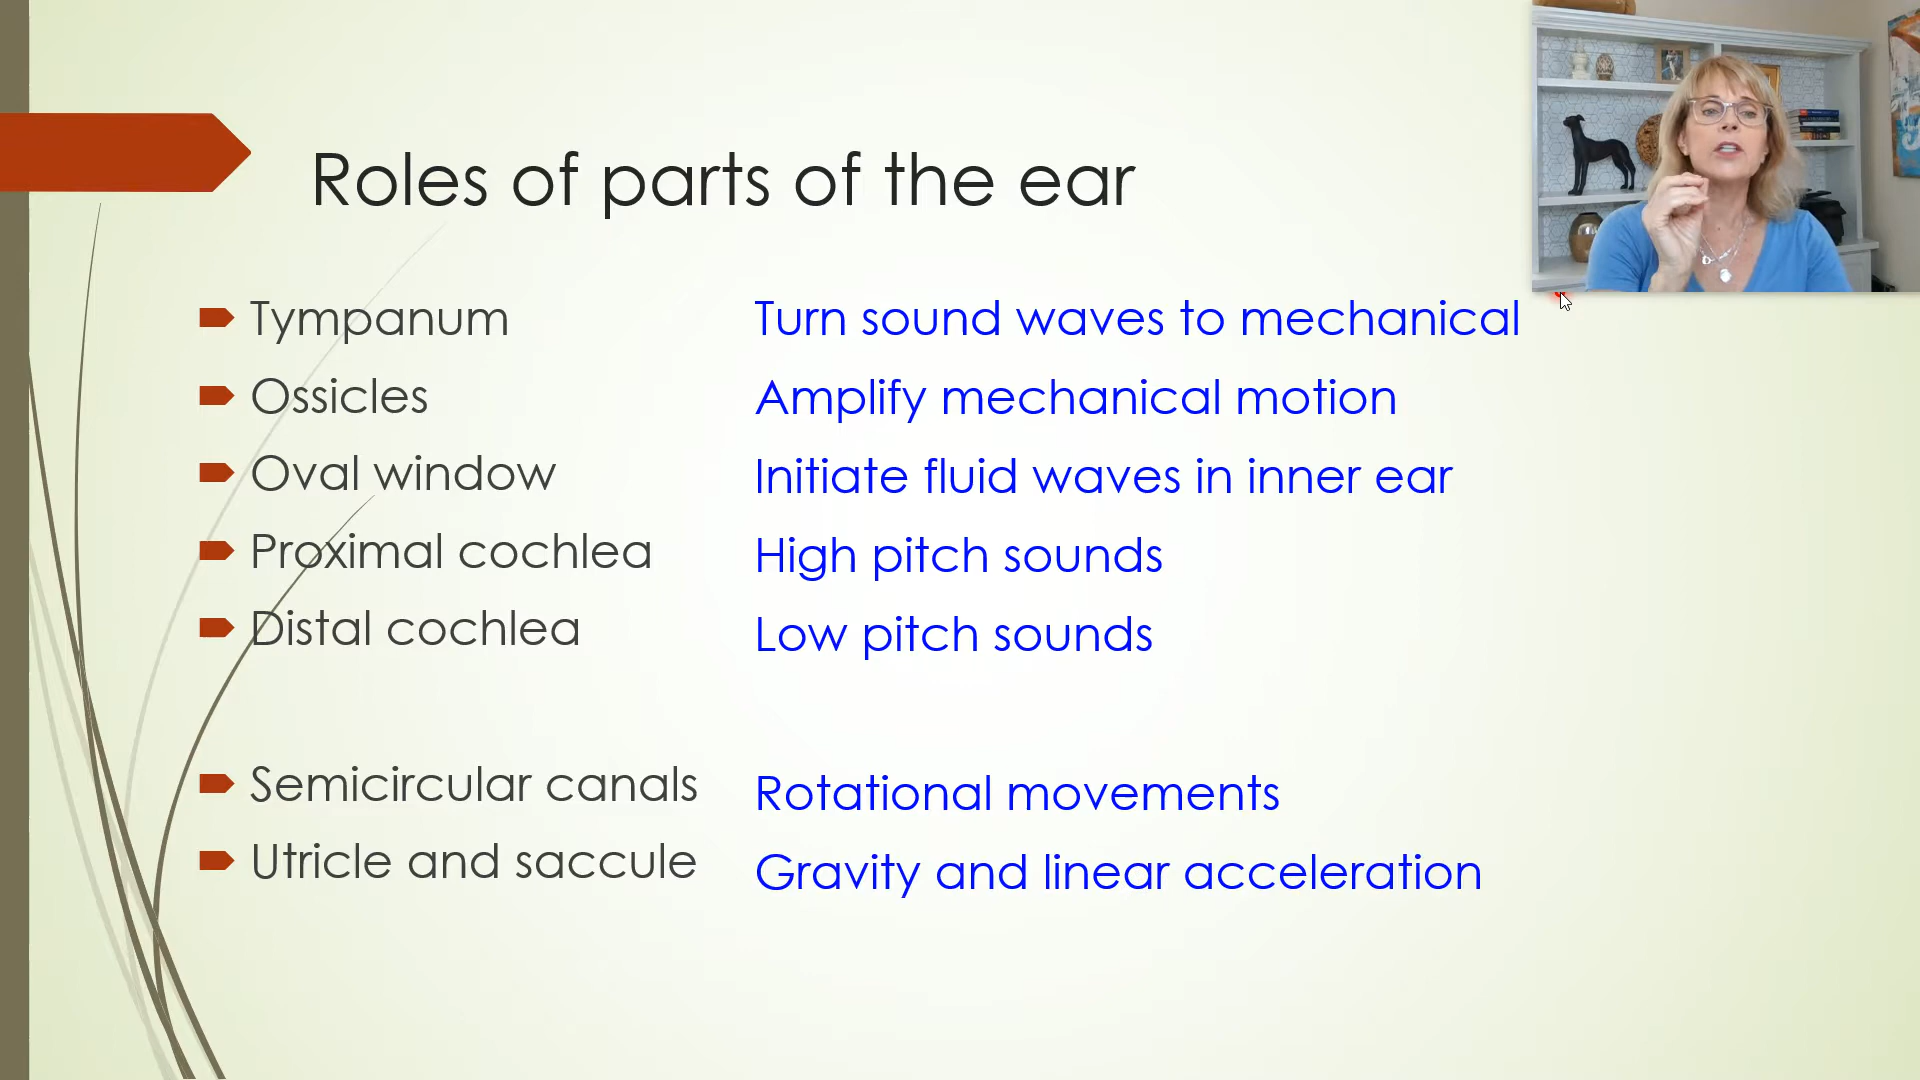 Roles of parts of the ear
Tympanum Turn sound waves to mechanical
Ossicles Amplify mechanical motion
Oval window Initiate fluid waves in inner ear
Proximal cochlea High pitch sounds
Distal cochlea Low pitch sounds
Semicircular canals Rotational movements
Utricle and saccule Gravity and linear acceleration